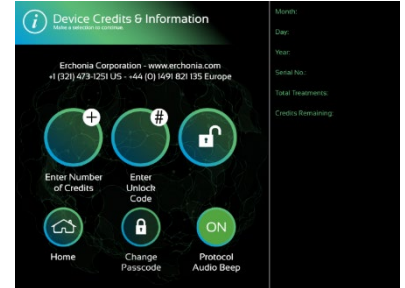 Device Credits & Information
Make a selection to continue.
Erchonia Corporation - www.erchonia.com
+1 (321) 473-1251 US - +44 (0) 1491 821 135 Europe
+
#
Enter Number
of Credits
Enter
Unlock
Code
ON
Home
Change
Passcode
Protocol
Audio Beep
Month:
Day:
Year:
Serial No.:
Total Treatments:
Credits Remaining: